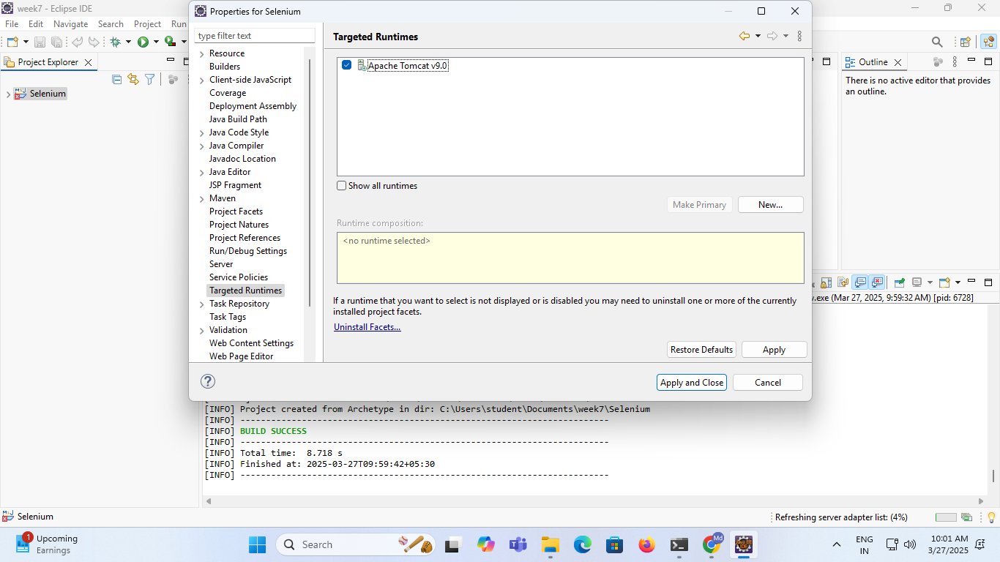 week7 - Eclipse IDE
File Edit Navigate Search Project Run
Project Explorer
Selenium
Properties for Selenium
type filter text
Resource
Builders
Client-side JavaScript
Coverage
Deployment Assembly
Java Build Path
Java Code Style
Java Compiler
Javadoc Location
Java Editor
JSP Fragment
Maven
Project Facets
Project Natures
Project References
Run/Debug Settings
Server
Service Policies
Targeted Runtimes
Task Repository
Task Tags
Validation
Web Content Settings
Web Page Editor
Targeted Runtimes
Apache Tomcat v9.0
Show all runtimes
Make Primary New...
Runtime composition:
<no runtime selected>
If a runtime that you want to select is not displayed or is disabled you may need to uninstall one or more of the currently
installed project facets.
Uninstall Facets...
Restore Defaults Apply
Apply and Close Cancel
Outline
There is no active editor that provides
an outline.
.exe (Mar 27, 2025, 9:59:32 AM) [pid: 6728]
[INFO] Project created from Archetype in dir: C:\Users\student\Documents\week7\Selenium
[INFO] ------------------------------------------------------------------------
[INFO] BUILD SUCCESS
[INFO] ------------------------------------------------------------------------
[INFO] Total time:  8.718 s
[INFO] Finished at: 2025-03-27T09:59:42+05:30
[INFO] ------------------------------------------------------------------------
Selenium
Refreshing server adapter list: (4%)
1
Upcoming
Earnings
Search
Md
ENG
IN
10:01 AM
3/27/2025